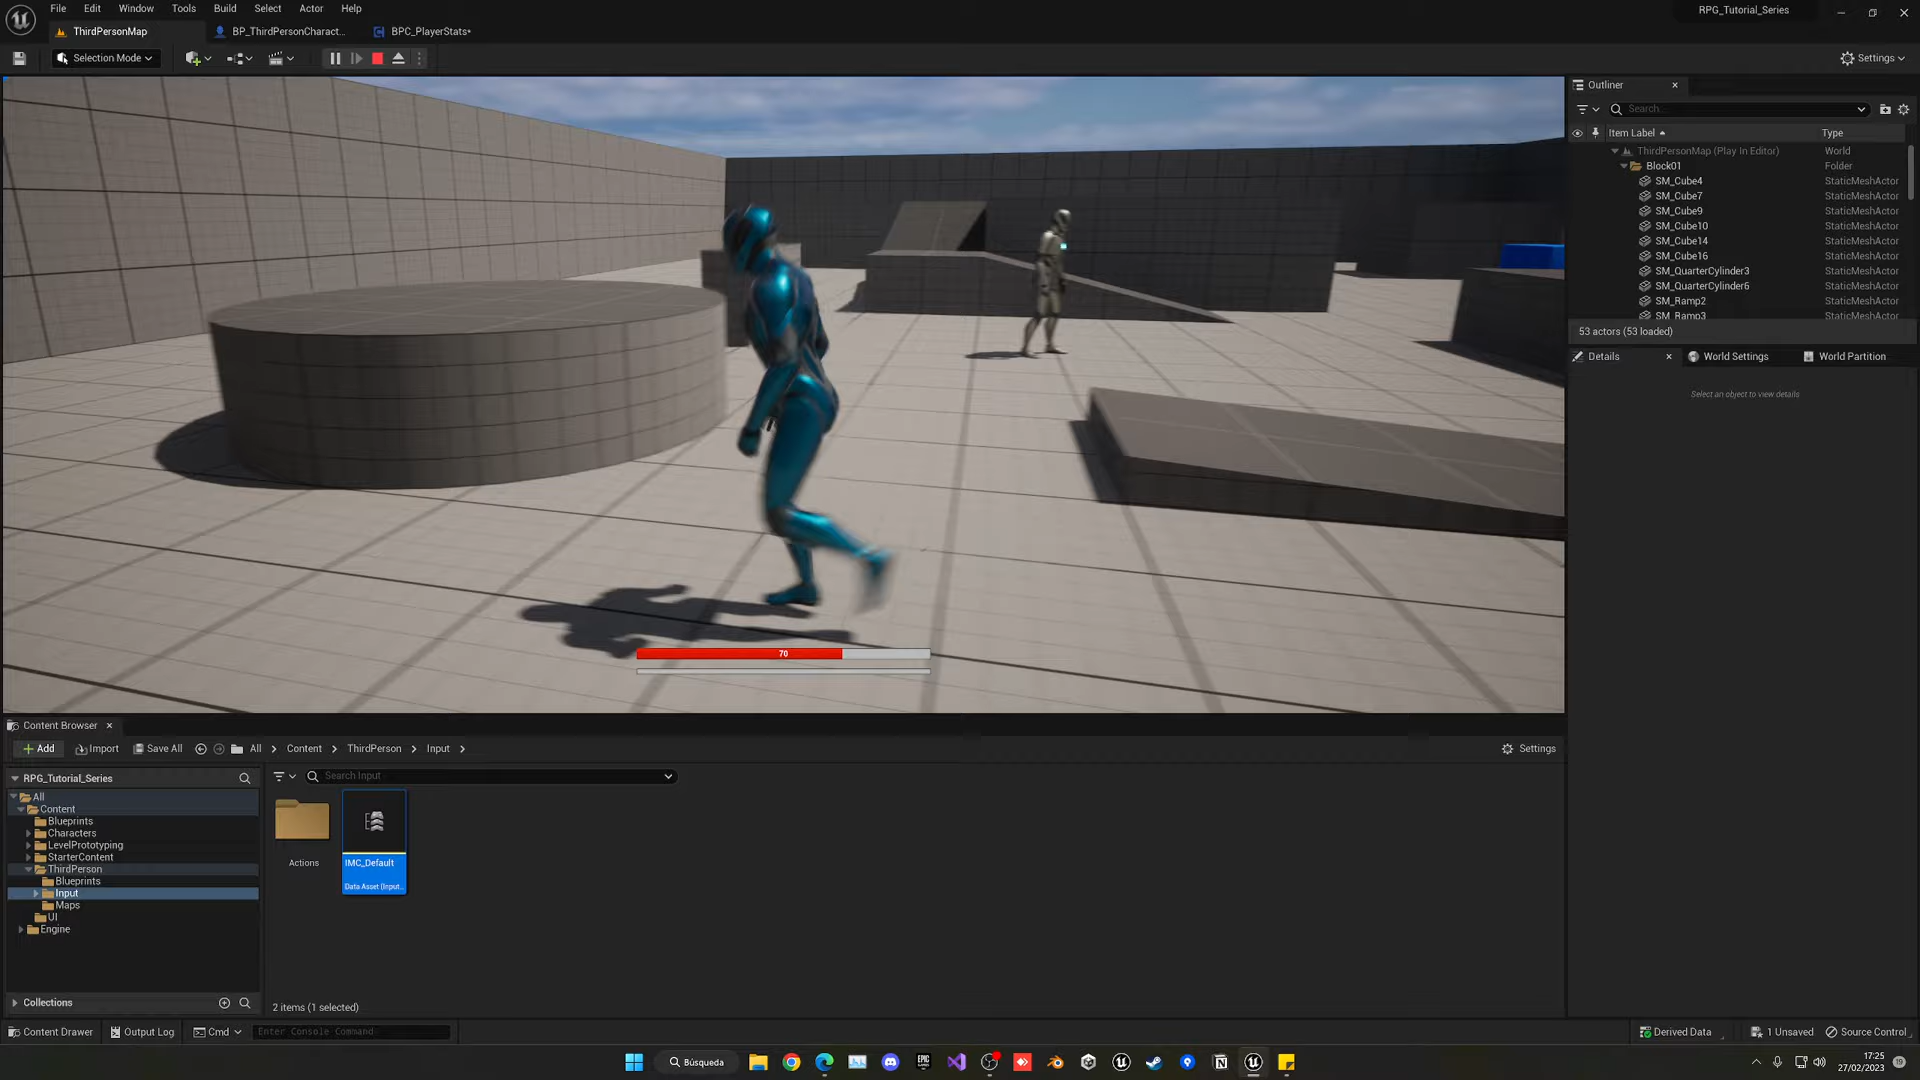 File Edit Window Tools Build Select Actor Help
RPG_Tutorial_Series
ThirdPersonMap
BP_ThirdPersonCharact...
BPC_PlayerStats*
Selection Mode
Settings
Outliner
Search...
Item Label Type
ThirdPersonMap (Play In Editor) World
Block01 Folder
SM_Cube4 StaticMeshActor
SM_Cube7 StaticMeshActor
SM_Cube9 StaticMeshActor
SM_Cube10 StaticMeshActor
SM_Cube14 StaticMeshActor
SM_Cube16 StaticMeshActor
SM_QuarterCylinder3 StaticMeshActor
SM_QuarterCylinder6 StaticMeshActor
SM_Ramp2 StaticMeshActor
SM_Ramp3 StaticMeshActor
53 actors (53 loaded)
Details World Settings World Partition
Select an object to view details
70
Content Browser
Add Import Save All All Content ThirdPerson Input Settings
RPG_Tutorial_Series
Search Input
All
Content
Blueprints
Characters
LevelPrototyping
StarterContent
ThirdPerson
Blueprints
Input
Maps
UI
Engine
Actions
IMC_Default
Data Asset (Input...
Collections
2 items (1 selected)
Content Drawer Output Log Cmd Enter Console Command
Derived Data 1 Unsaved Source Control
Búsqueda
EPIC GAMES
17:25
27/02/2023
19